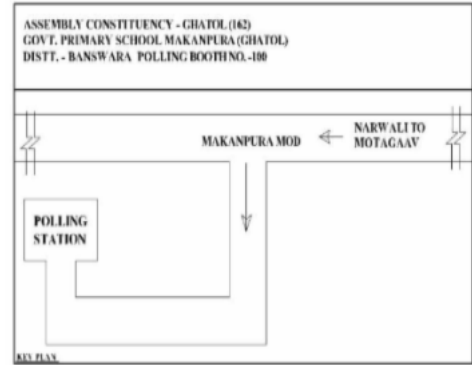 ASSEMBLY CONSTITUENCY - GHATOL (162)
GOVT. PRIMARY SCHOOL MAKANPURA (GHATOL)
DISTT. - BANSWARA POLLING BOOTH NO. -100
MAKANPURA MOD
NARWALI TO
MOTAGAAV
POLLING
STATION
KEY PLAN